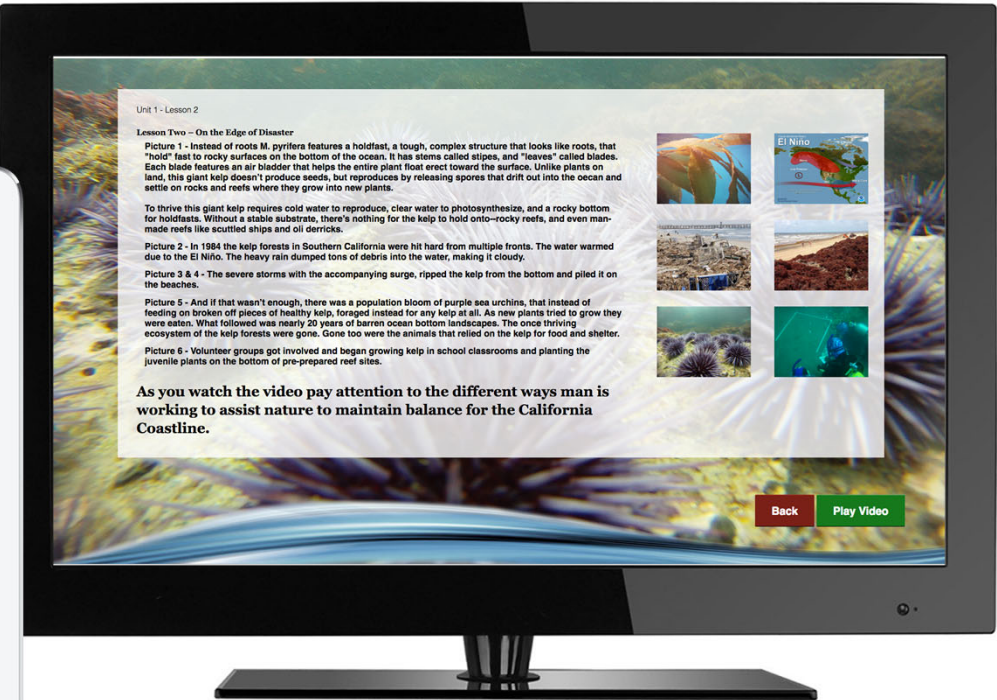 Unit 1 - Lesson 2
Lesson Two – On the Edge of Disaster
Picture 1 - Instead of roots M. pyrifera features a holdfast, a tough, complex structure that looks like roots, that
"hold" fast to rocky surfaces on the bottom of the ocean. It has stems called stipes, and "leaves" called blades.
Each blade features an air bladder that helps the entire plant float erect toward the surface. Unlike plants on
land, this giant kelp doesn't produce seeds, but reproduces by releasing spores that drift out into the oecan and
settle on rocks and reefs where they grow into new plants.
To thrive this giant kelp requires cold water to reproduce, clear water to photosynthesize, and a rocky bottom
for holdfasts. Without a stable substrate, there's nothing for the kelp to hold onto–rocky reefs, and even man-
made reefs like scuttled ships and oli derricks.
Picture 2 - In 1984 the kelp forests in Southern California were hit hard from multiple fronts. The water warmed
due to the El Niño. The heavy rain dumped tons of debris into the water, making it cloudy.
Picture 3 & 4 - The severe storms with the accompanying surge, ripped the kelp from the bottom and piled it on
the beaches.
Picture 5 - And if that wasn't enough, there was a population bloom of purple sea urchins, that instead of
feeding on broken off pieces of healthy kelp, foraged instead for any kelp at all. As new plants tried to grow they
were eaten. What followed was nearly 20 years of barren ocean bottom landscapes. The once thriving
ecosystem of the kelp forests were gone. Gone too were the animals that relied on the kelp for food and shelter.
Picture 6 - Volunteer groups got involved and began growing kelp in school classrooms and planting the
juvenile plants on the bottom of pre-prepared reef sites.
As you watch the video pay attention to the different ways man is
working to assist nature to maintain balance for the California
Coastline.
El Niño
Back
Play Video